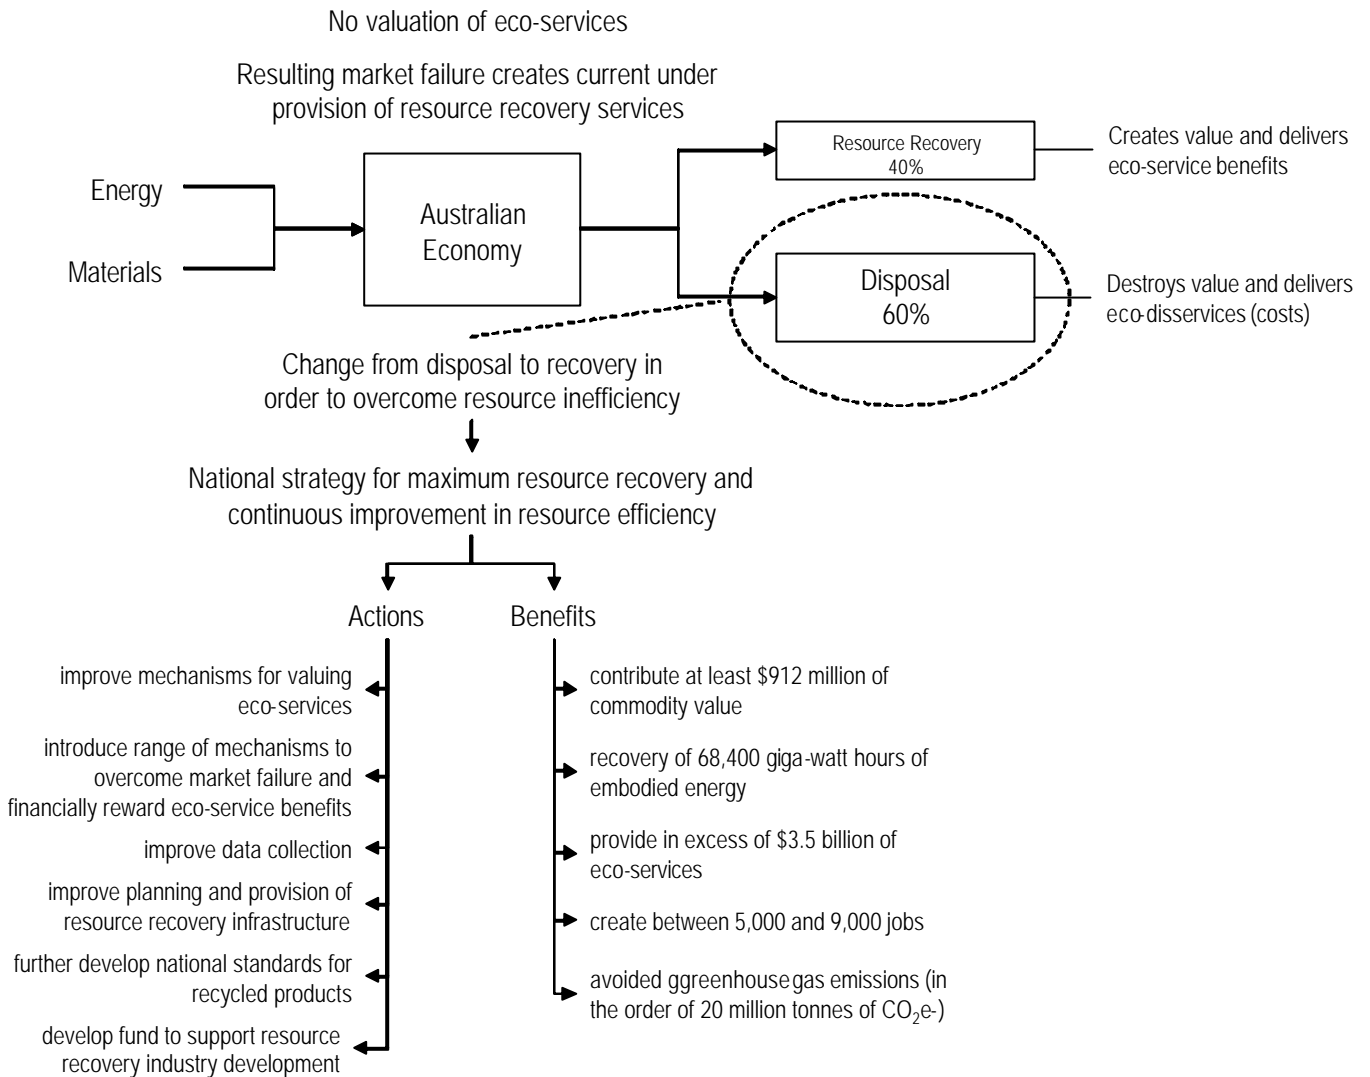 No valuation of eco-services
Resulting market failure creates current under
provision of resource recovery services
Energy
Materials
Australian
Economy
Resource Recovery
40%
Creates value and delivers
eco-service benefits
Disposal
60%
Destroys value and delivers
eco-disservices (costs)
Change from disposal to recovery in
order to overcome resource inefficiency
National strategy for maximum resource recovery and
continuous improvement in resource efficiency
Actions
improve mechanisms for valuing
eco-services
introduce range of mechanisms to
overcome market failure and
financially reward eco-service benefits
improve data collection
improve planning and provision of
resource recovery infrastructure
further develop national standards for
recycled products
develop fund to support resource
recovery industry development
Benefits
contribute at least $912 million of
commodity value
recovery of 68,400 giga-watt hours of
embodied energy
provide in excess of $3.5 billion of
eco-services
create between 5,000 and 9,000 jobs
avoided ggreenhouse gas emissions (in
the order of 20 million tonnes of CO₂e-)